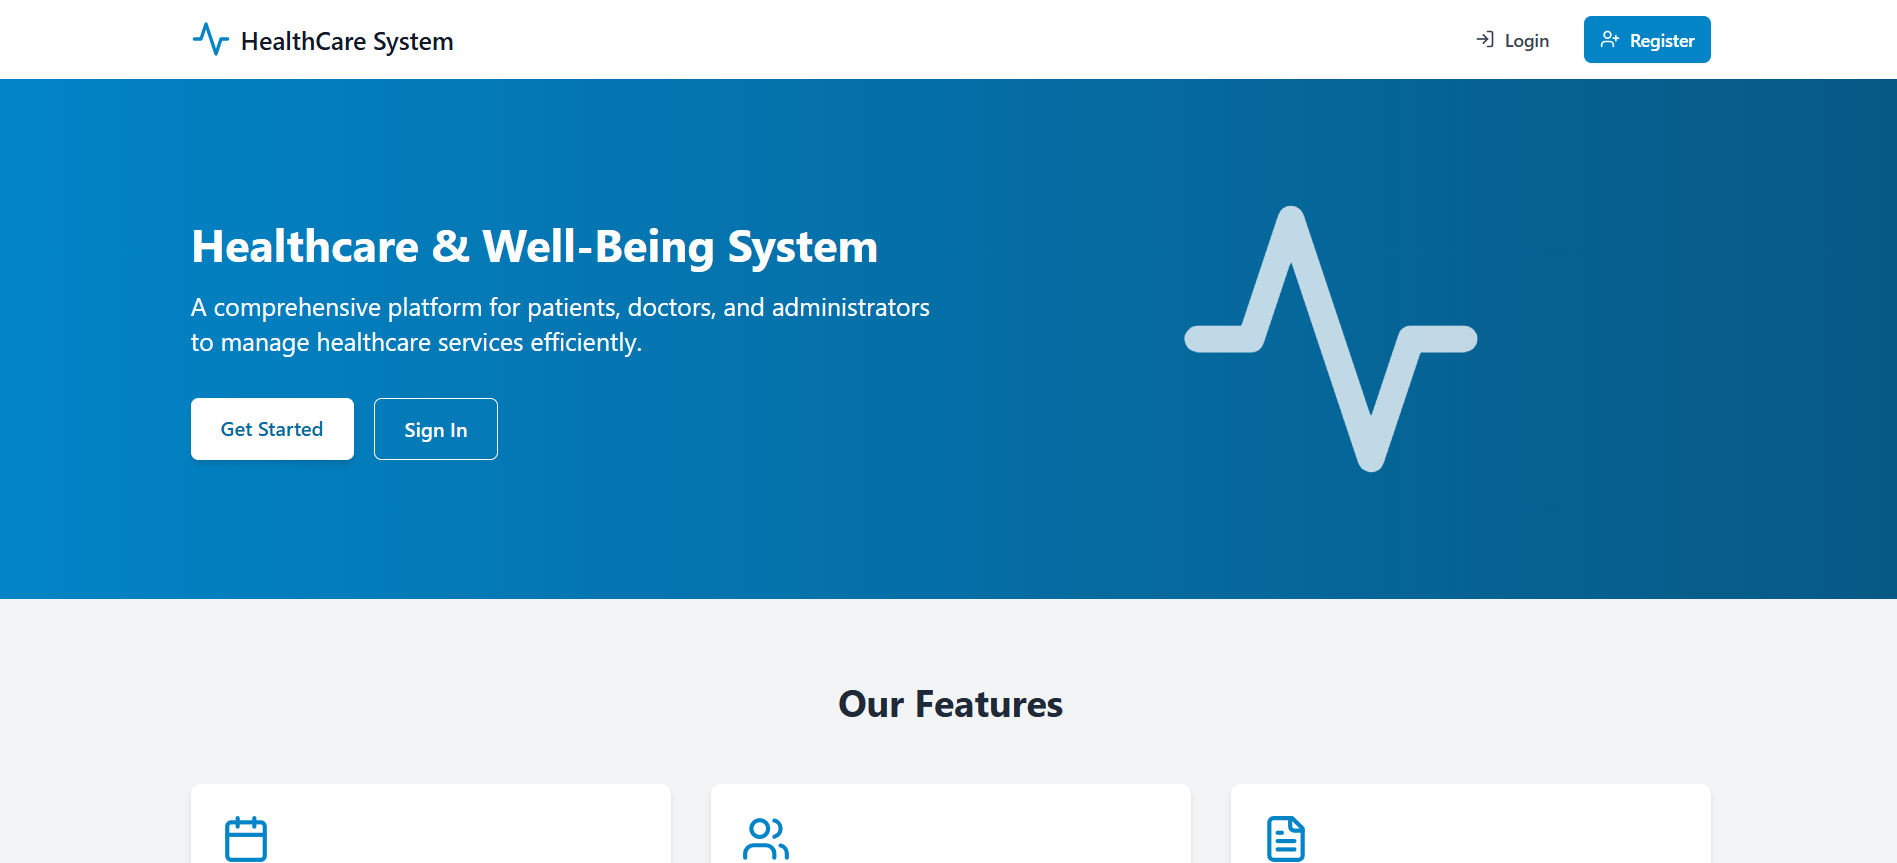 HealthCare System
Login
Register
Healthcare & Well-Being System
A comprehensive platform for patients, doctors, and administrators
to manage healthcare services efficiently.
Get Started
Sign In
Our Features